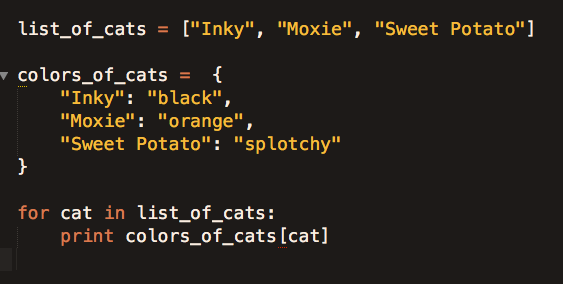 list_of_cats = ["Inky", "Moxie", "Sweet Potato"]
colors_of_cats =  {
    "Inky": "black",
    "Moxie": "orange",
    "Sweet Potato": "splotchy"
}
for cat in list_of_cats:
    print colors_of_cats[cat]